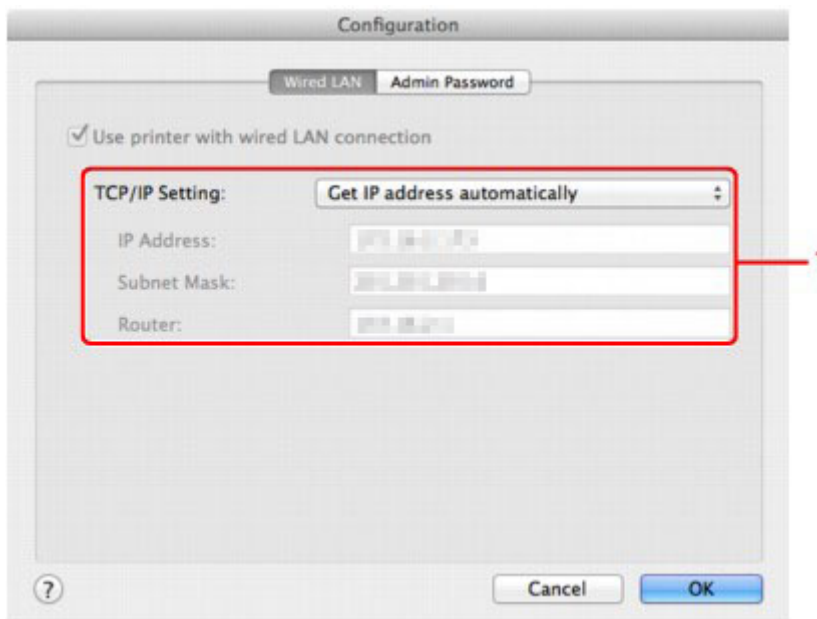 Configuration
Wired LAN Admin Password
Use printer with wired LAN connection
TCP/IP Setting: Get IP address automatically
IP Address:
Subnet Mask:
Router:
? Cancel OK